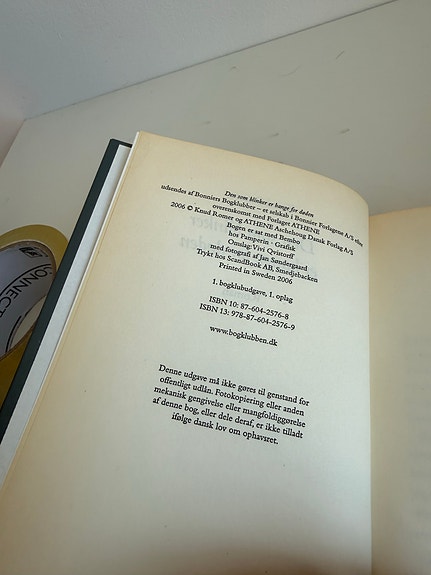 Den som blinker er bange for døden
udsendes af Bonniers Bogklubber – et selskab i Bonnier Forlagene A/S efter
overenskomst med Forlaget ATHENE
2006 © Knud Romer og ATHENE Aschehoug Dansk Forlag A/S
Bogen er sat med Bembo
hos Pamperin · Grafisk
Omslag: Vivi Qvistorff
med fotografi af Jan Søndergaard
Trykt hos ScandBook AB, Smedjebacken
Printed in Sweden 2006
1. bogklubudgave, 1. oplag
ISBN 10: 87-604-2576-8
ISBN 13: 978-87-604-2576-9
www.bogklubben.dk
Denne udgave må ikke gøres til genstand for
offentligt udlån. Fotokopiering eller anden
mekanisk gengivelse eller mangfoldiggørelse
af denne bog, eller dele deraf, er ikke tilladt
ifølge dansk lov om ophavsret.
CONNECT